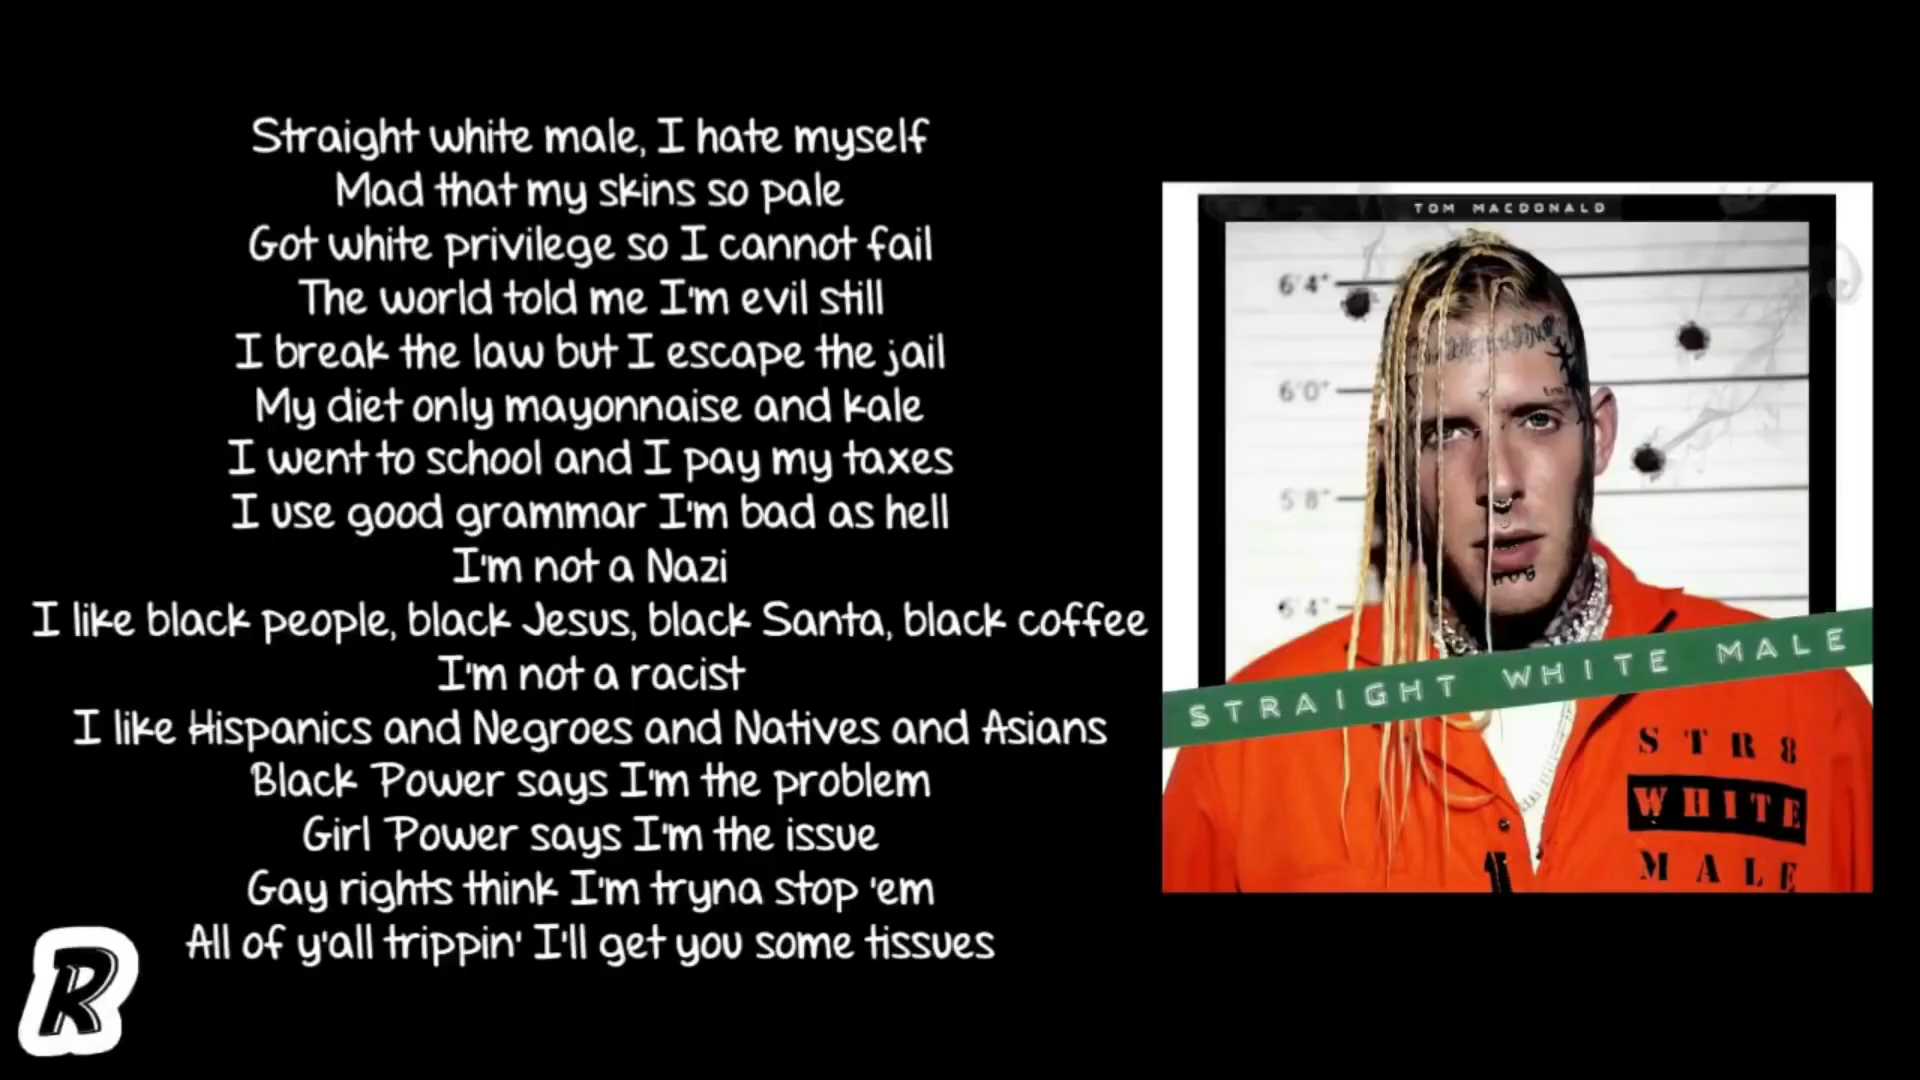 Straight white male, I hate myself
Mad that my skins so pale
Got white privilege so I cannot fail
The world told me I'm evil still
I break the law but I escape the jail
My diet only mayonnaise and kale
I went to school and I pay my taxes
I use good grammar I'm bad as hell
I'm not a Nazi
I like black people, black Jesus, black Santa, black coffee
I'm not a racist
I like Hispanics and Negroes and Natives and Asians
Black Power says I'm the problem
Girl Power says I'm the issue
Gay rights think I'm tryna stop 'em
All of y'all trippin' I'll get you some tissues
R
TOM MACDONALD
6'4"
6'0"
5'8"
6'4"
STRAIGHT WHITE MALE
STR8
WHITE
MALE